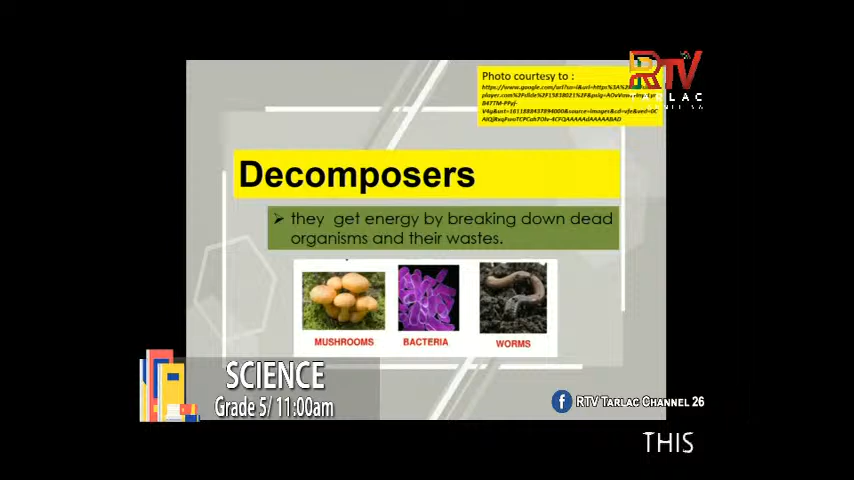 Photo courtesy to :
RTV
TARLAC
Decomposers
➢ they get energy by breaking down dead
organisms and their wastes.
MUSHROOMS
BACTERIA
WORMS
SCIENCE
Grade 5/ 11:00am
f RTV TARLAC CHANNEL 26
THIS